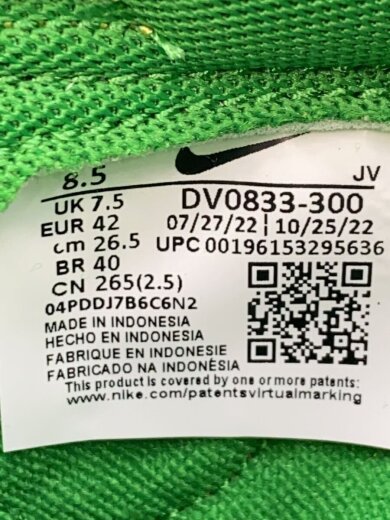 8.5 JV
UK 7.5 DV0833-300
EUR 42 07/27/22 | 10/25/22
cm 26.5 UPC 00196153295636
BR 40
CN 265(2.5)
04PDDJ7B6C6N2
MADE IN INDONESIA
HECHO EN INDONESIA
FABRIQUE EN INDONESIE
FABRICADO NA INDONÉSIA
This product is covered by one or more patents.
www.nike.com/patentsvirtualmarking